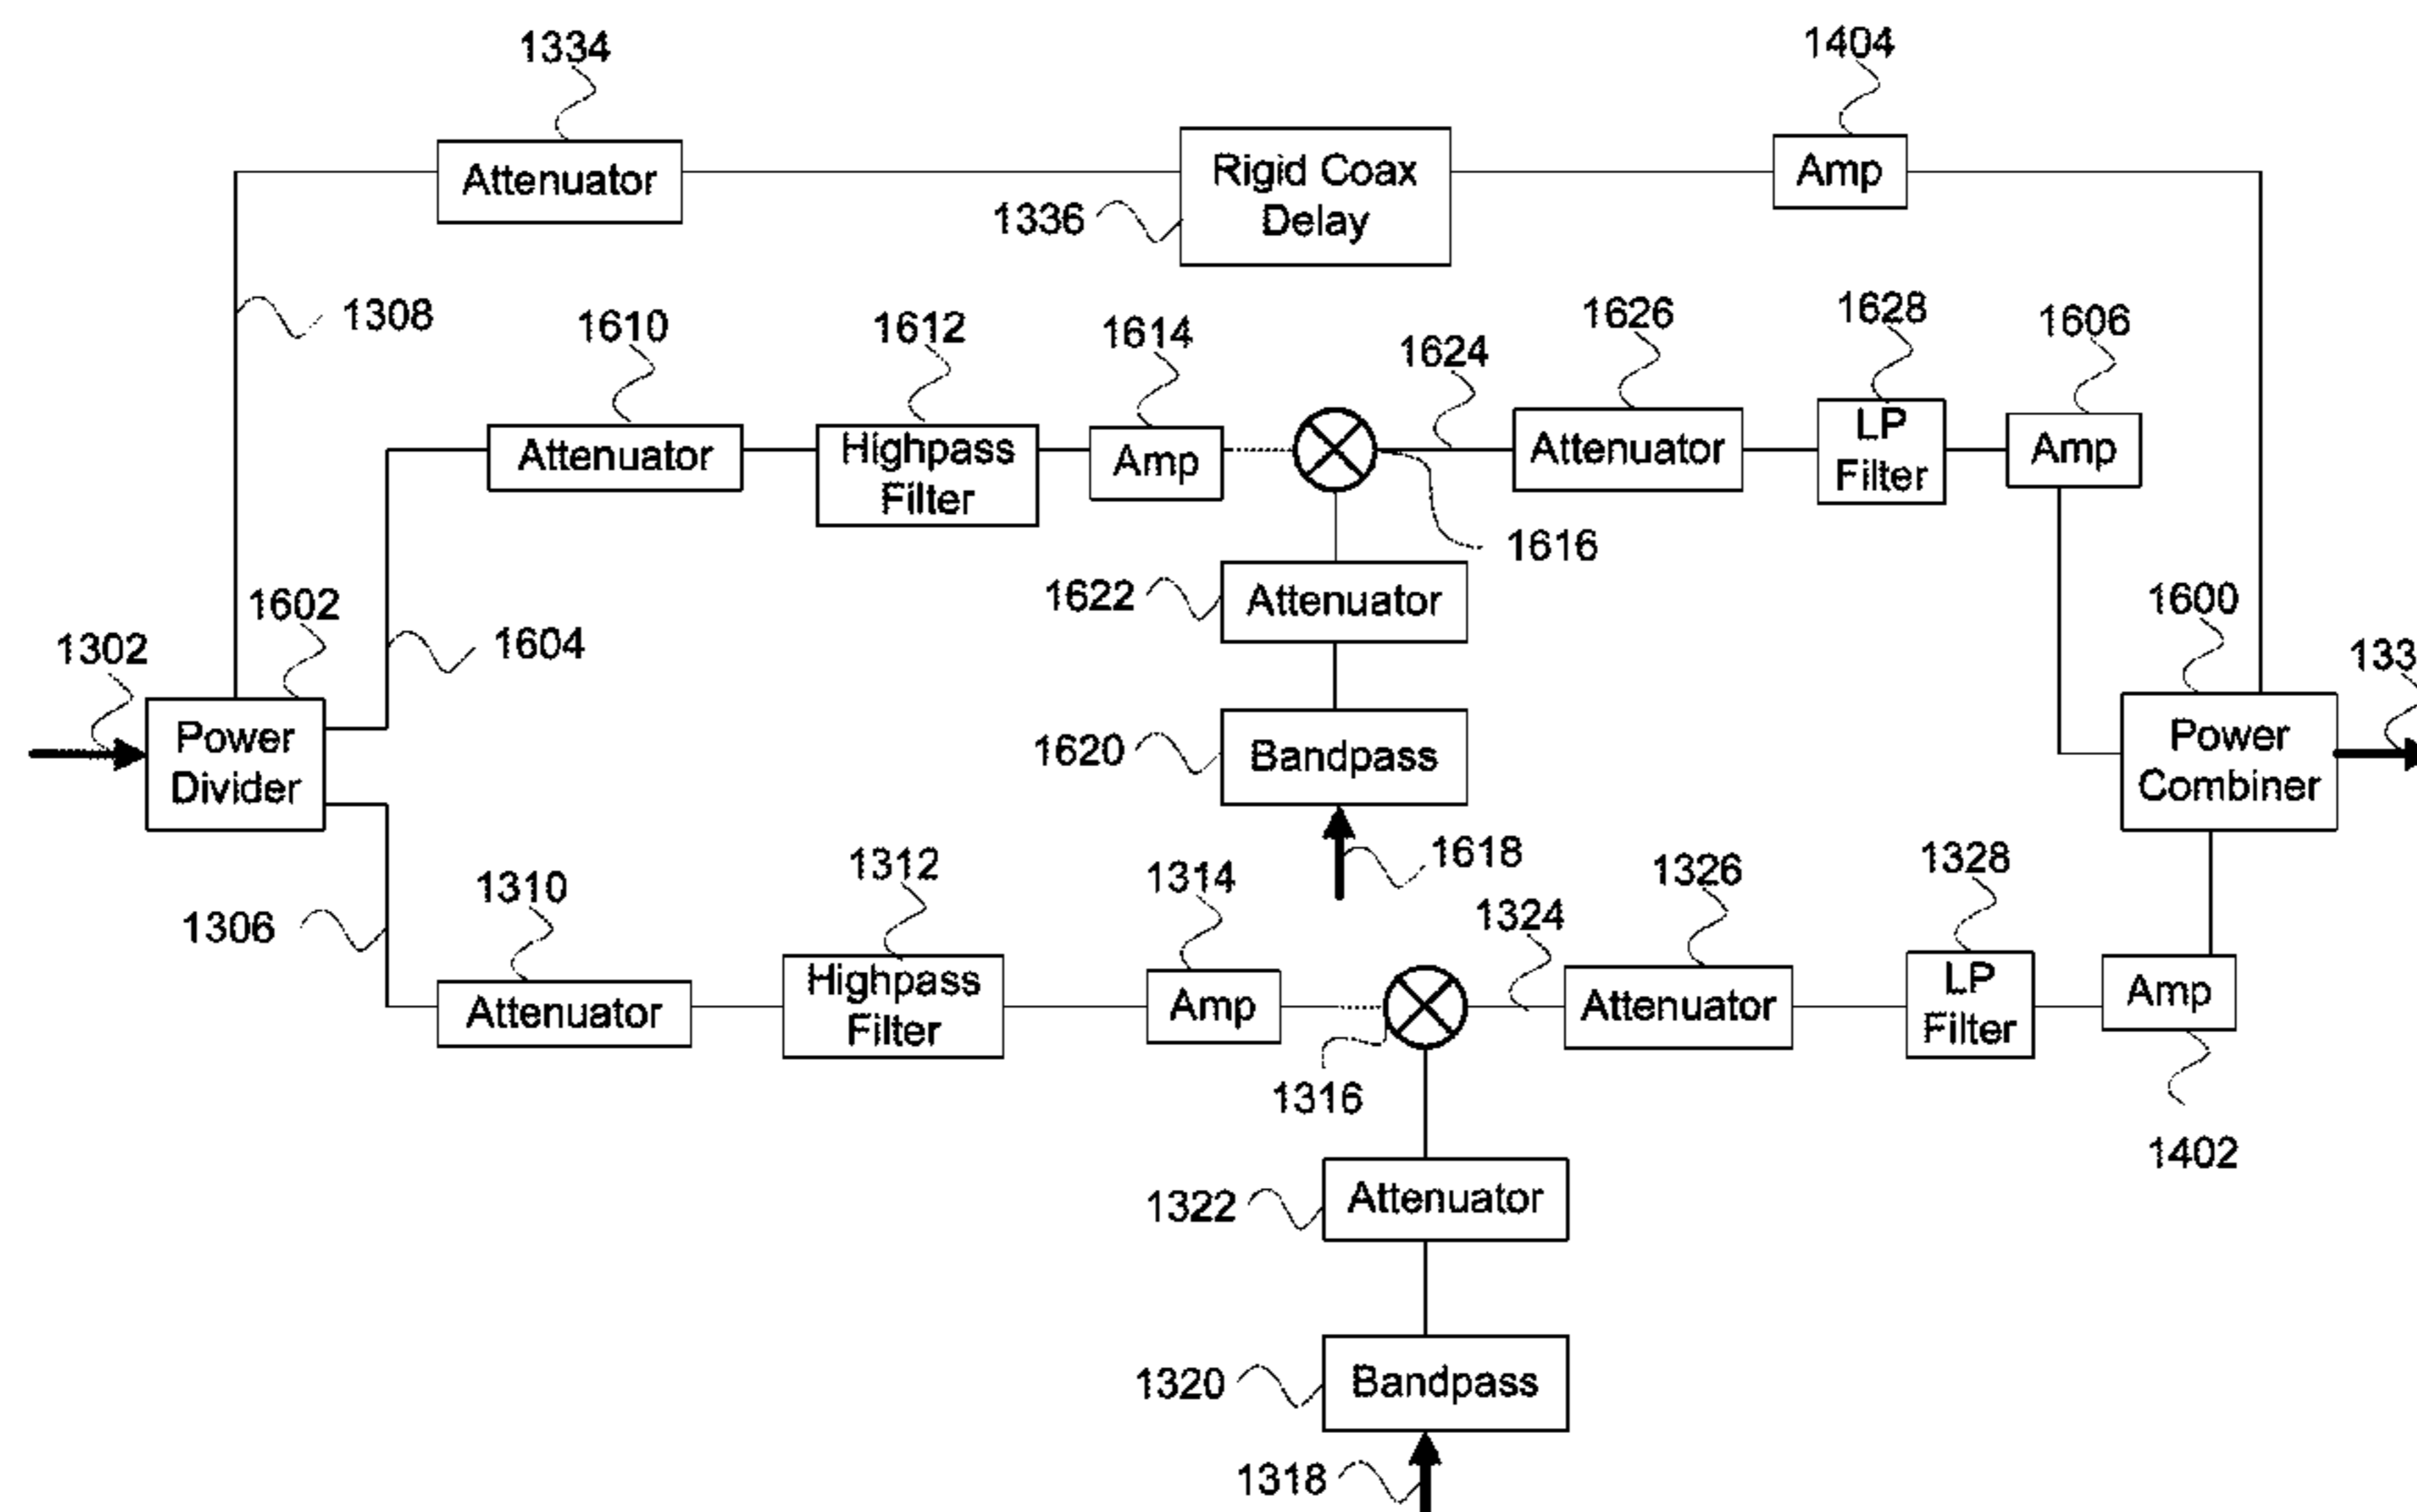 1334
1404
Attenuator
Rigid Coax
Delay
Amp
1336
1308
1610
1612
1614
1624
1626
1628
1606
Attenuator
Highpass
Filter
Amp
Attenuator
LP
Filter
Amp
1616
1622
Attenuator
1602
1604
1600
1302
133
Power
Divider
1620
Bandpass
Power
Combiner
1618
1306
1310
1312
1314
1324
1326
1328
Attenuator
Highpass
Filter
Amp
Attenuator
LP
Filter
Amp
1316
1402
1322
Attenuator
1320
Bandpass
1318